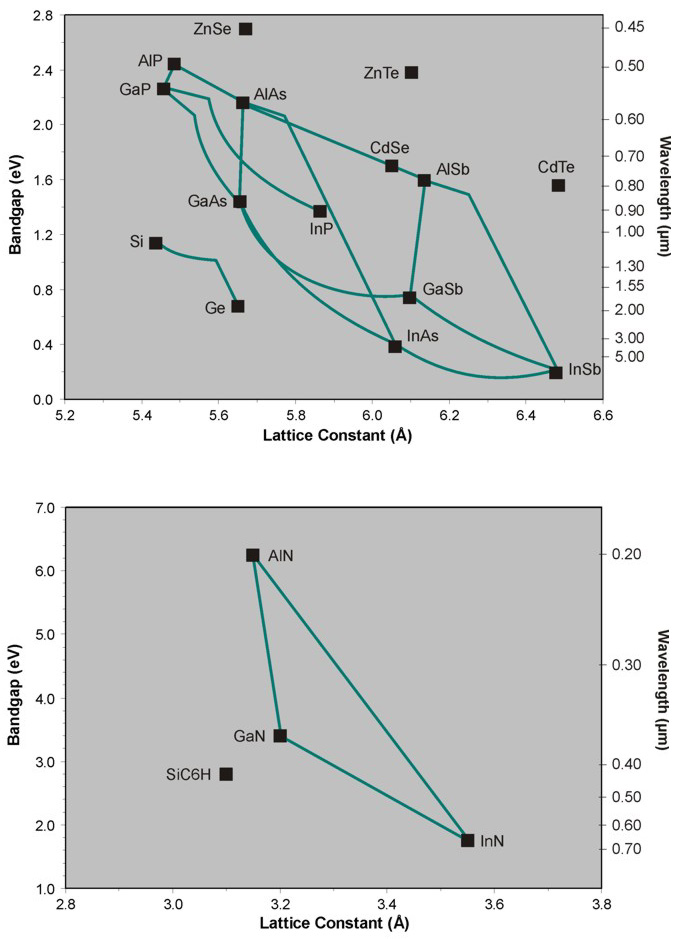 2.8
2.4
2.0
1.6
1.2
0.8
0.4
0.0
Bandgap (eV)
ZnSe
AlP
GaP
ZnTe
AlAs
CdSe
AlSb
CdTe
GaAs
InP
Si
Ge
GaSb
InAs
InSb
0.45
0.50
0.60
0.70
0.80
0.90
1.00
1.30
1.55
2.00
3.00
5.00
Wavelength (µm)
5.2 5.4 5.6 5.8 6.0 6.2 6.4 6.6
Lattice Constant (Å)
7.0
6.0
5.0
4.0
3.0
2.0
1.0
Bandgap (eV)
AlN
GaN
SiC6H
InN
0.20
0.30
0.40
0.50
0.60
0.70
Wavelength (µm)
2.8 3.0 3.2 3.4 3.6 3.8
Lattice Constant (Å)